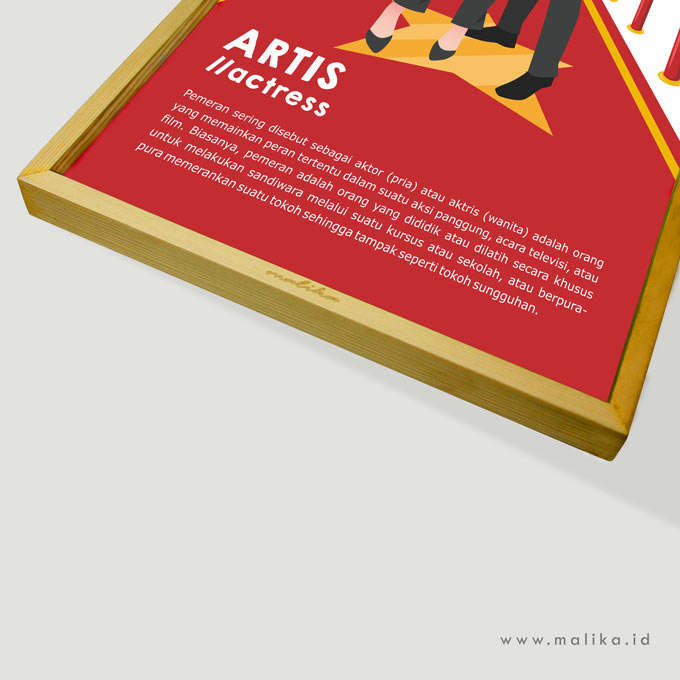 ARTIS
//actress
Pemeran sering disebut sebagai aktor (pria) atau aktris (wanita) adalah orang
yang memainkan peran tertentu dalam suatu aksi panggung, acara televisi, atau
film. Biasanya, pemeran adalah orang yang dididik atau dilatih secara khusus
untuk melakukan sandiwara melalui suatu kursus atau sekolah, atau berpura-
pura memerankan suatu tokoh sehingga tampak seperti tokoh sungguhan.
malika
www.malika.id